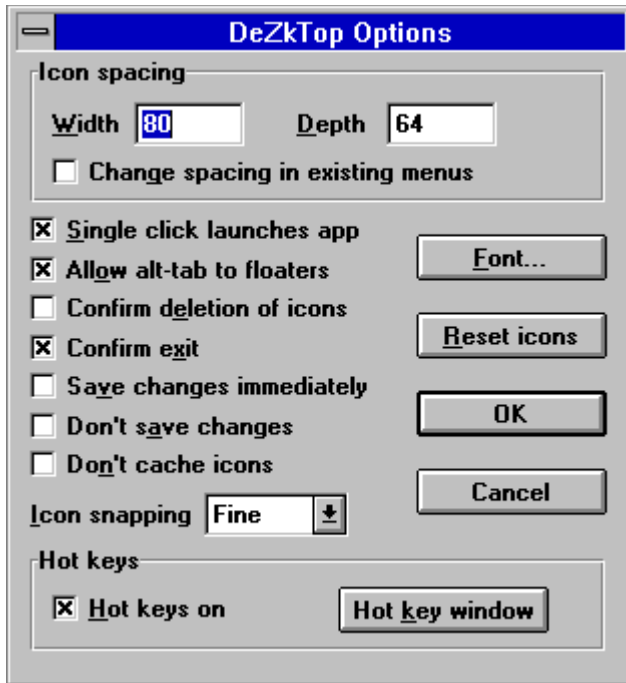 DeZkTop Options
Icon spacing
Width 80 Depth 64
Change spacing in existing menus
Single click launches app
Allow alt-tab to floaters
Font...
Confirm deletion of icons
Confirm exit
Reset icons
Save changes immediately
Don't save changes
OK
Don't cache icons
Cancel
Icon snapping Fine
Hot keys
Hot keys on
Hot key window